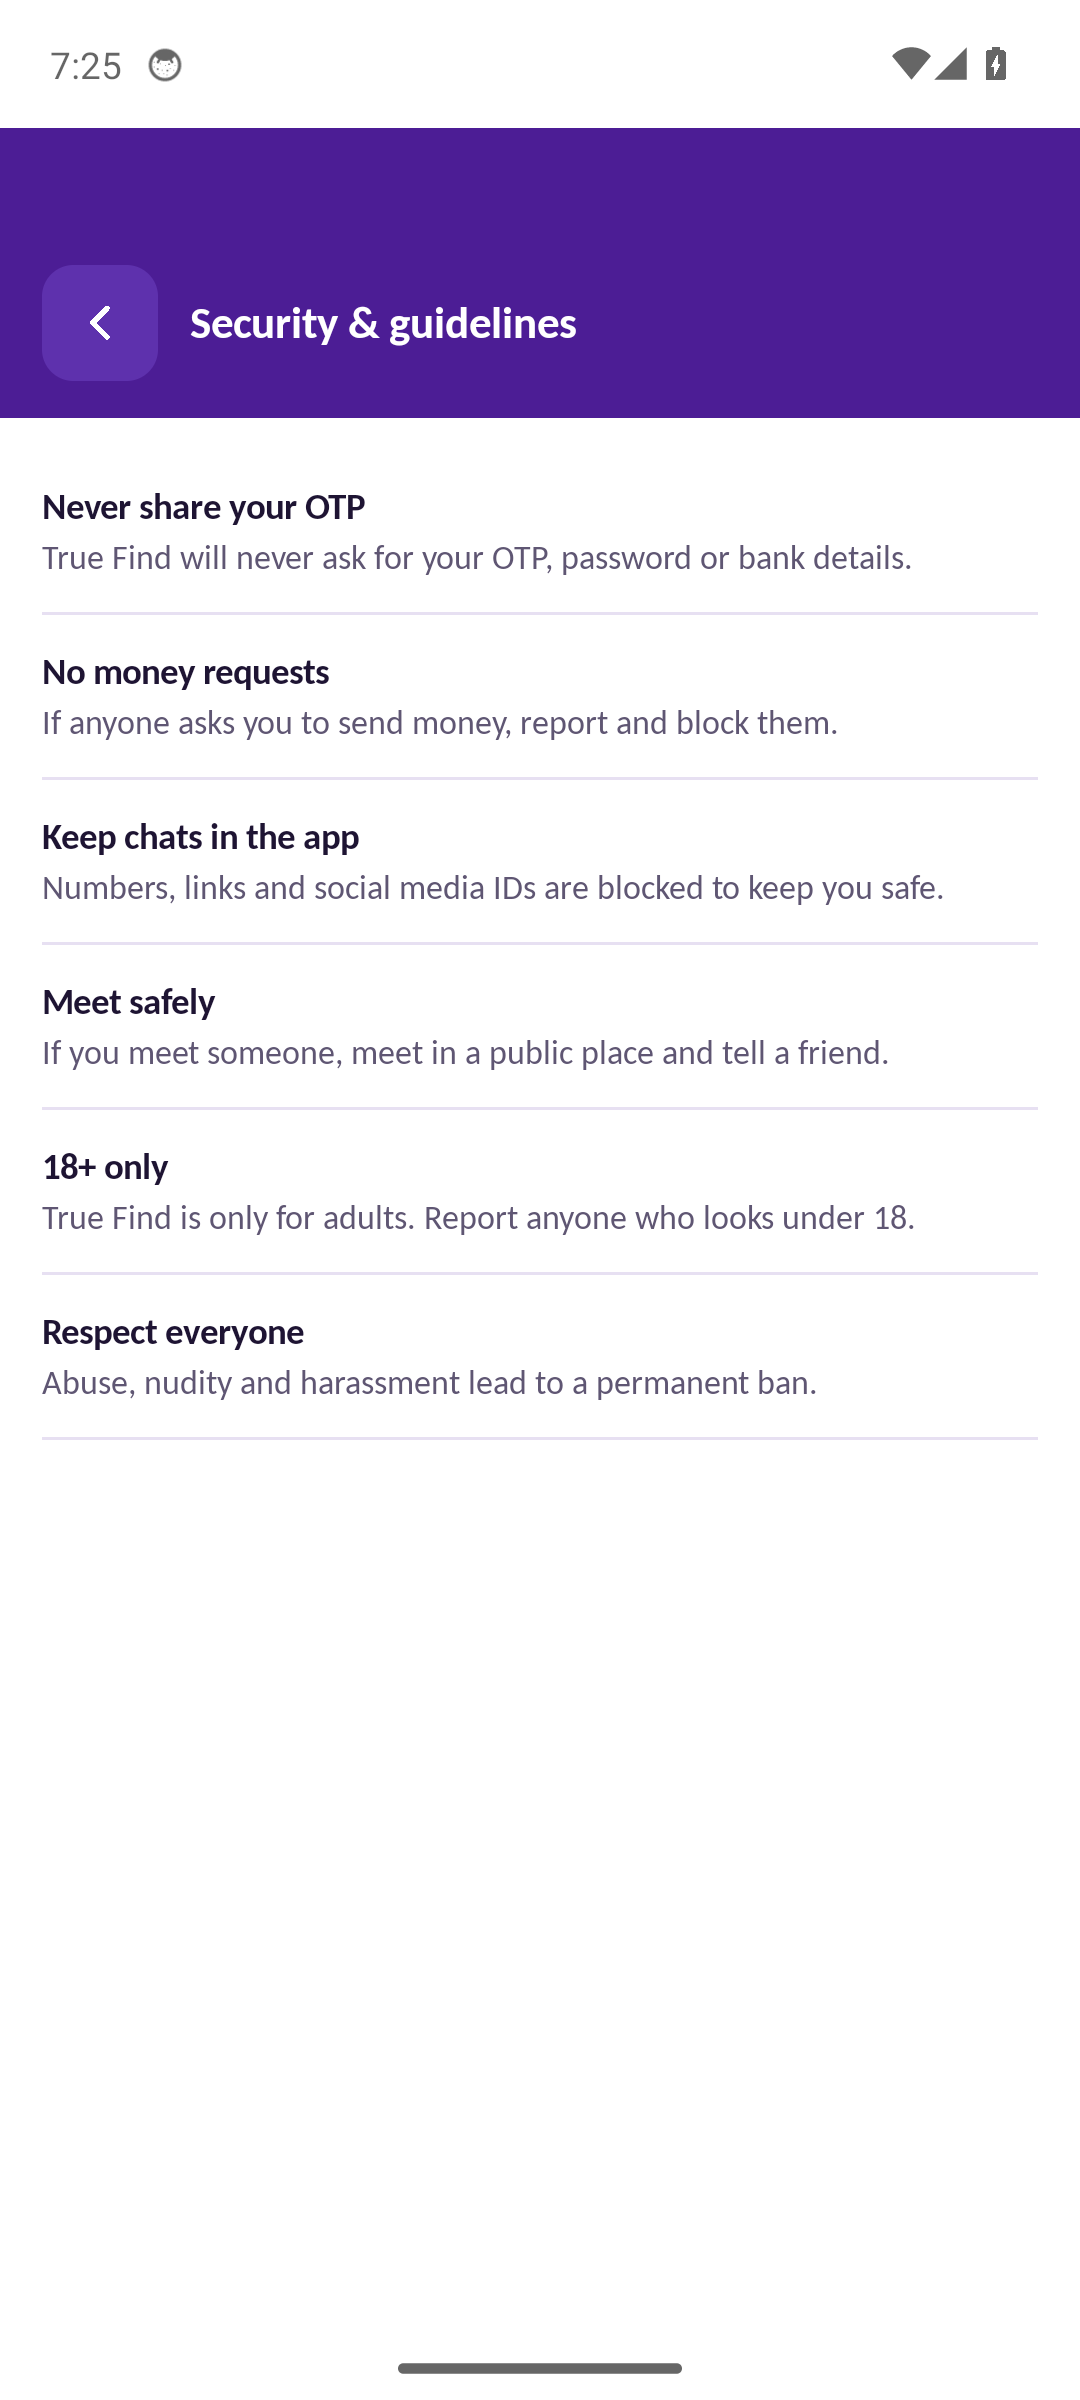 7:25
Security & guidelines
Never share your OTP
True Find will never ask for your OTP, password or bank details.
No money requests
If anyone asks you to send money, report and block them.
Keep chats in the app
Numbers, links and social media IDs are blocked to keep you safe.
Meet safely
If you meet someone, meet in a public place and tell a friend.
18+ only
True Find is only for adults. Report anyone who looks under 18.
Respect everyone
Abuse, nudity and harassment lead to a permanent ban.